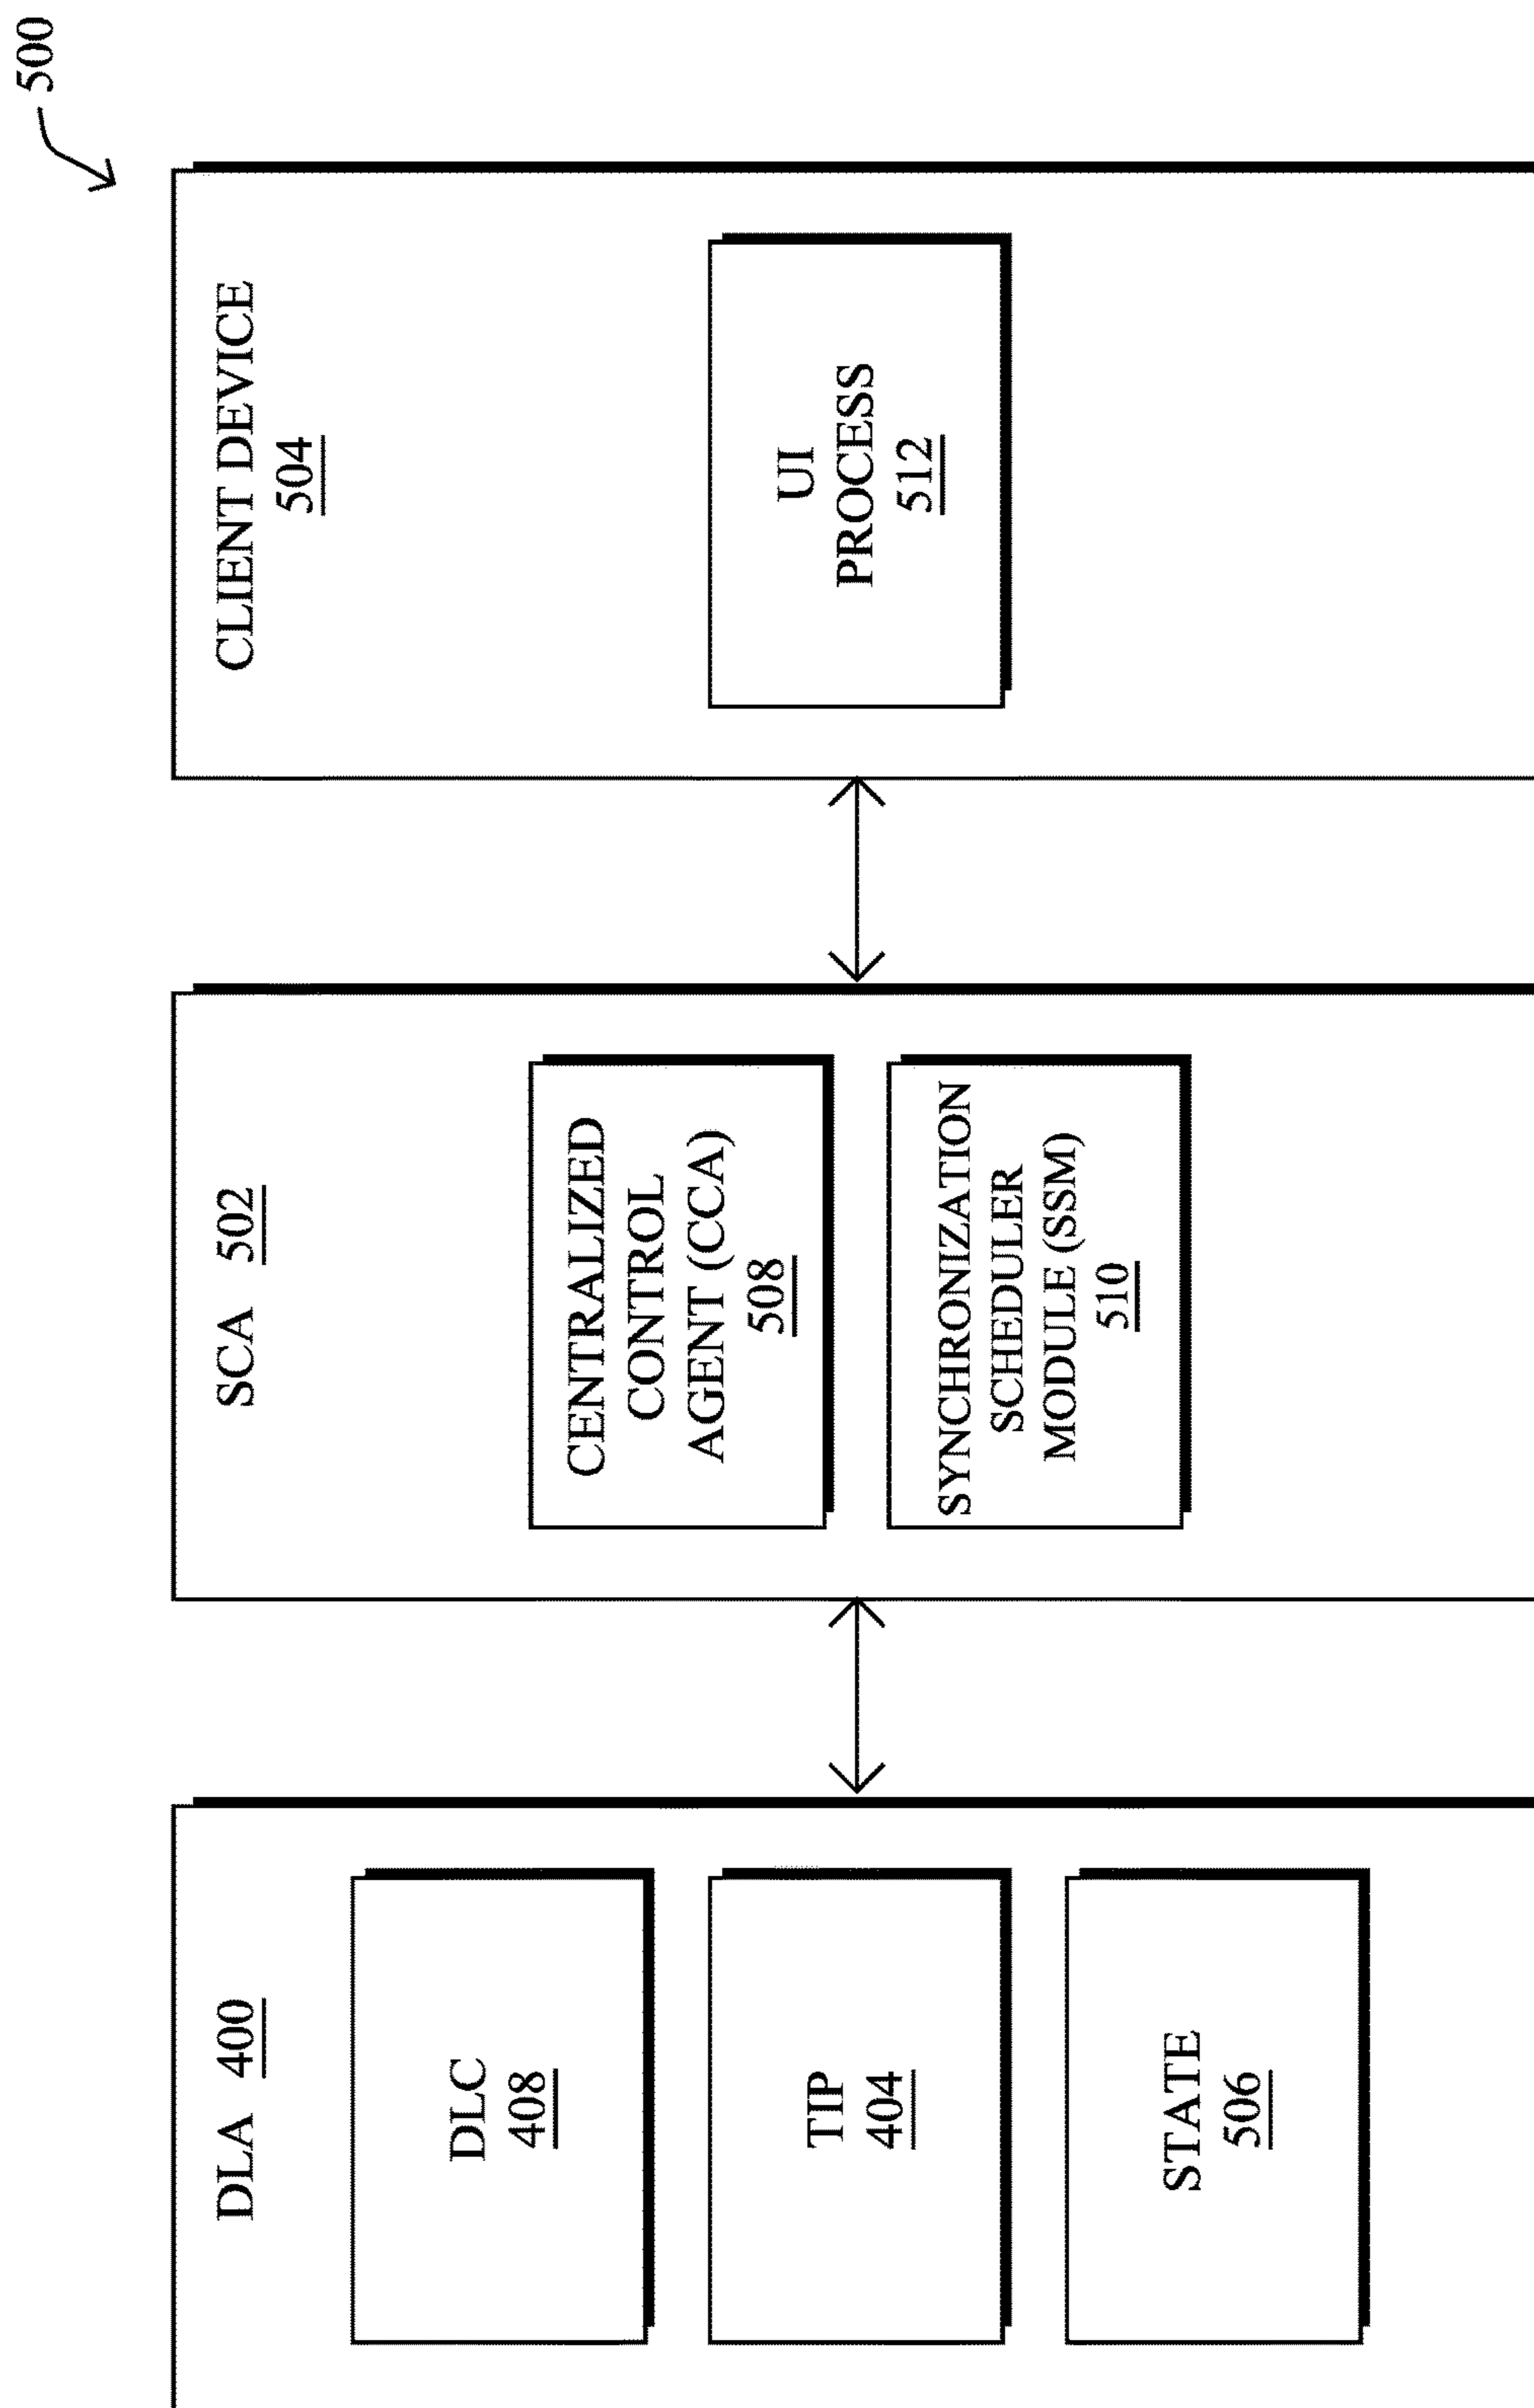 500
DLA 400
DLC
408
TIP
404
STATE
506
SCA 502
CENTRALIZED
CONTROL
AGENT (CCA)
508
SYNCHRONIZATION
SCHEDULER
MODULE (SSM)
510
CLIENT DEVICE
504
UI
PROCESS
512